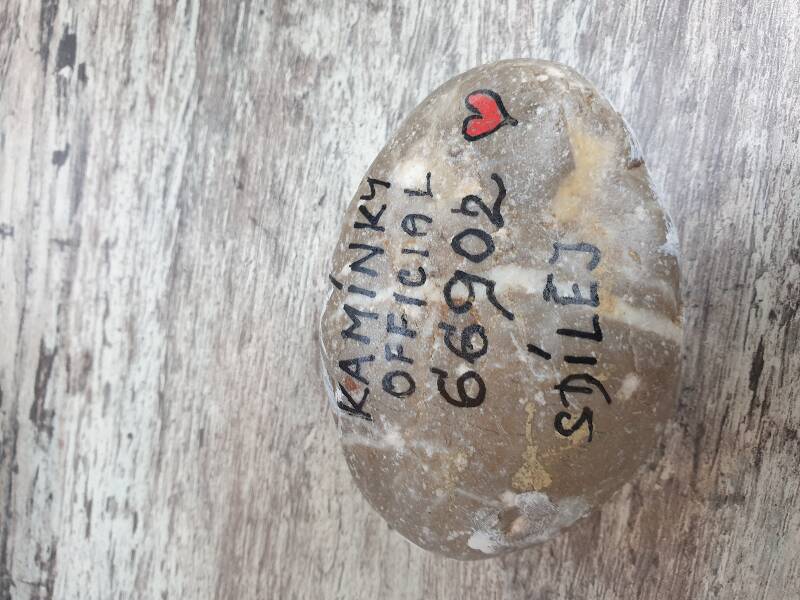 KAMÍNKY
OFFICIAL
66902
SDÍLEJ